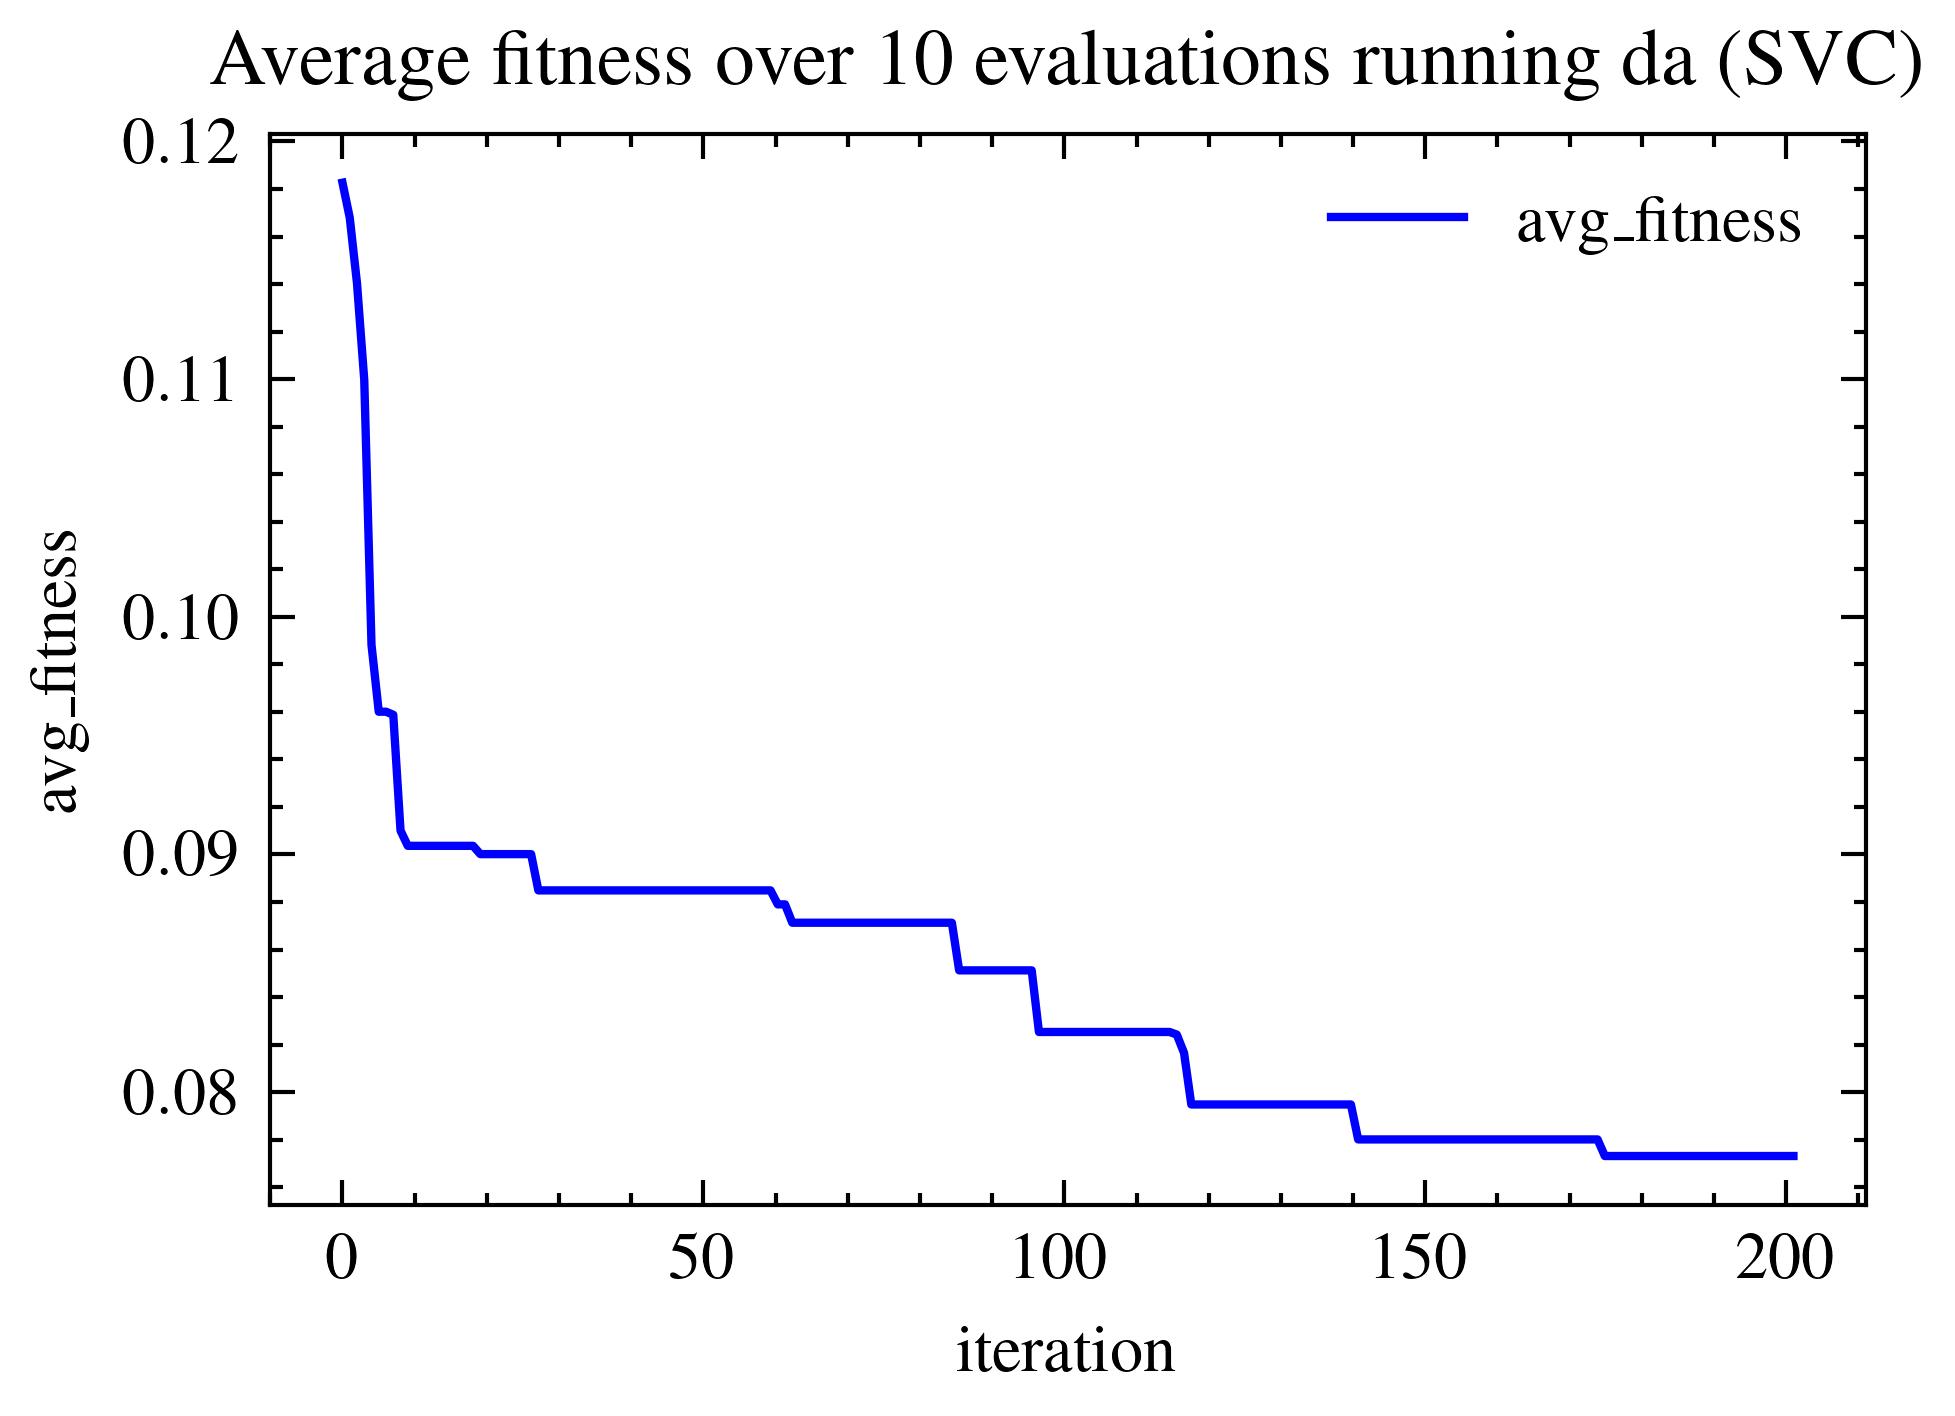 Average fitness over 10 evaluations running da (SVC)
0.12
0.11
0.10
0.09
0.08
avg_fitness
avg_fitness
0 50 100 150 200
iteration